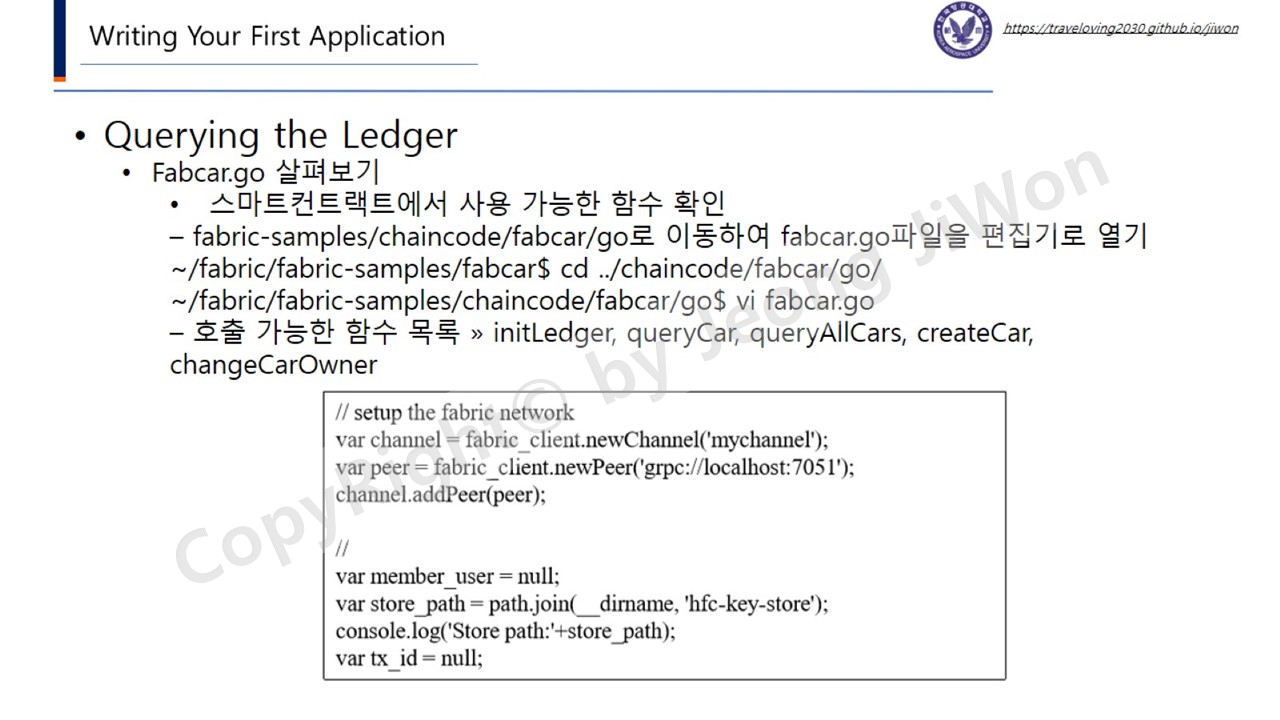 Writing Your First Application
https://traveloving2030.github.io/jiwon
• Querying the Ledger
• Fabcar.go 살펴보기
• 스마트컨트랙트에서 사용 가능한 함수 확인
– fabric-samples/chaincode/fabcar/go로 이동하여 fabcar.go파일을 편집기로 열기
~/fabric/fabric-samples/fabcar$ cd ../chaincode/fabcar/go/
~/fabric/fabric-samples/chaincode/fabcar/go$ vi fabcar.go
– 호출 가능한 함수 목록 » initLedger, queryCar, queryAllCars, createCar,
changeCarOwner
// setup the fabric network
var channel = fabric_client.newChannel('mychannel');
var peer = fabric_client.newPeer('grpc://localhost:7051');
channel.addPeer(peer);
//
var member_user = null;
var store_path = path.join(__dirname, 'hfc-key-store');
console.log('Store path:'+store_path);
var tx_id = null;
CopyRight© by Jeong JiWon